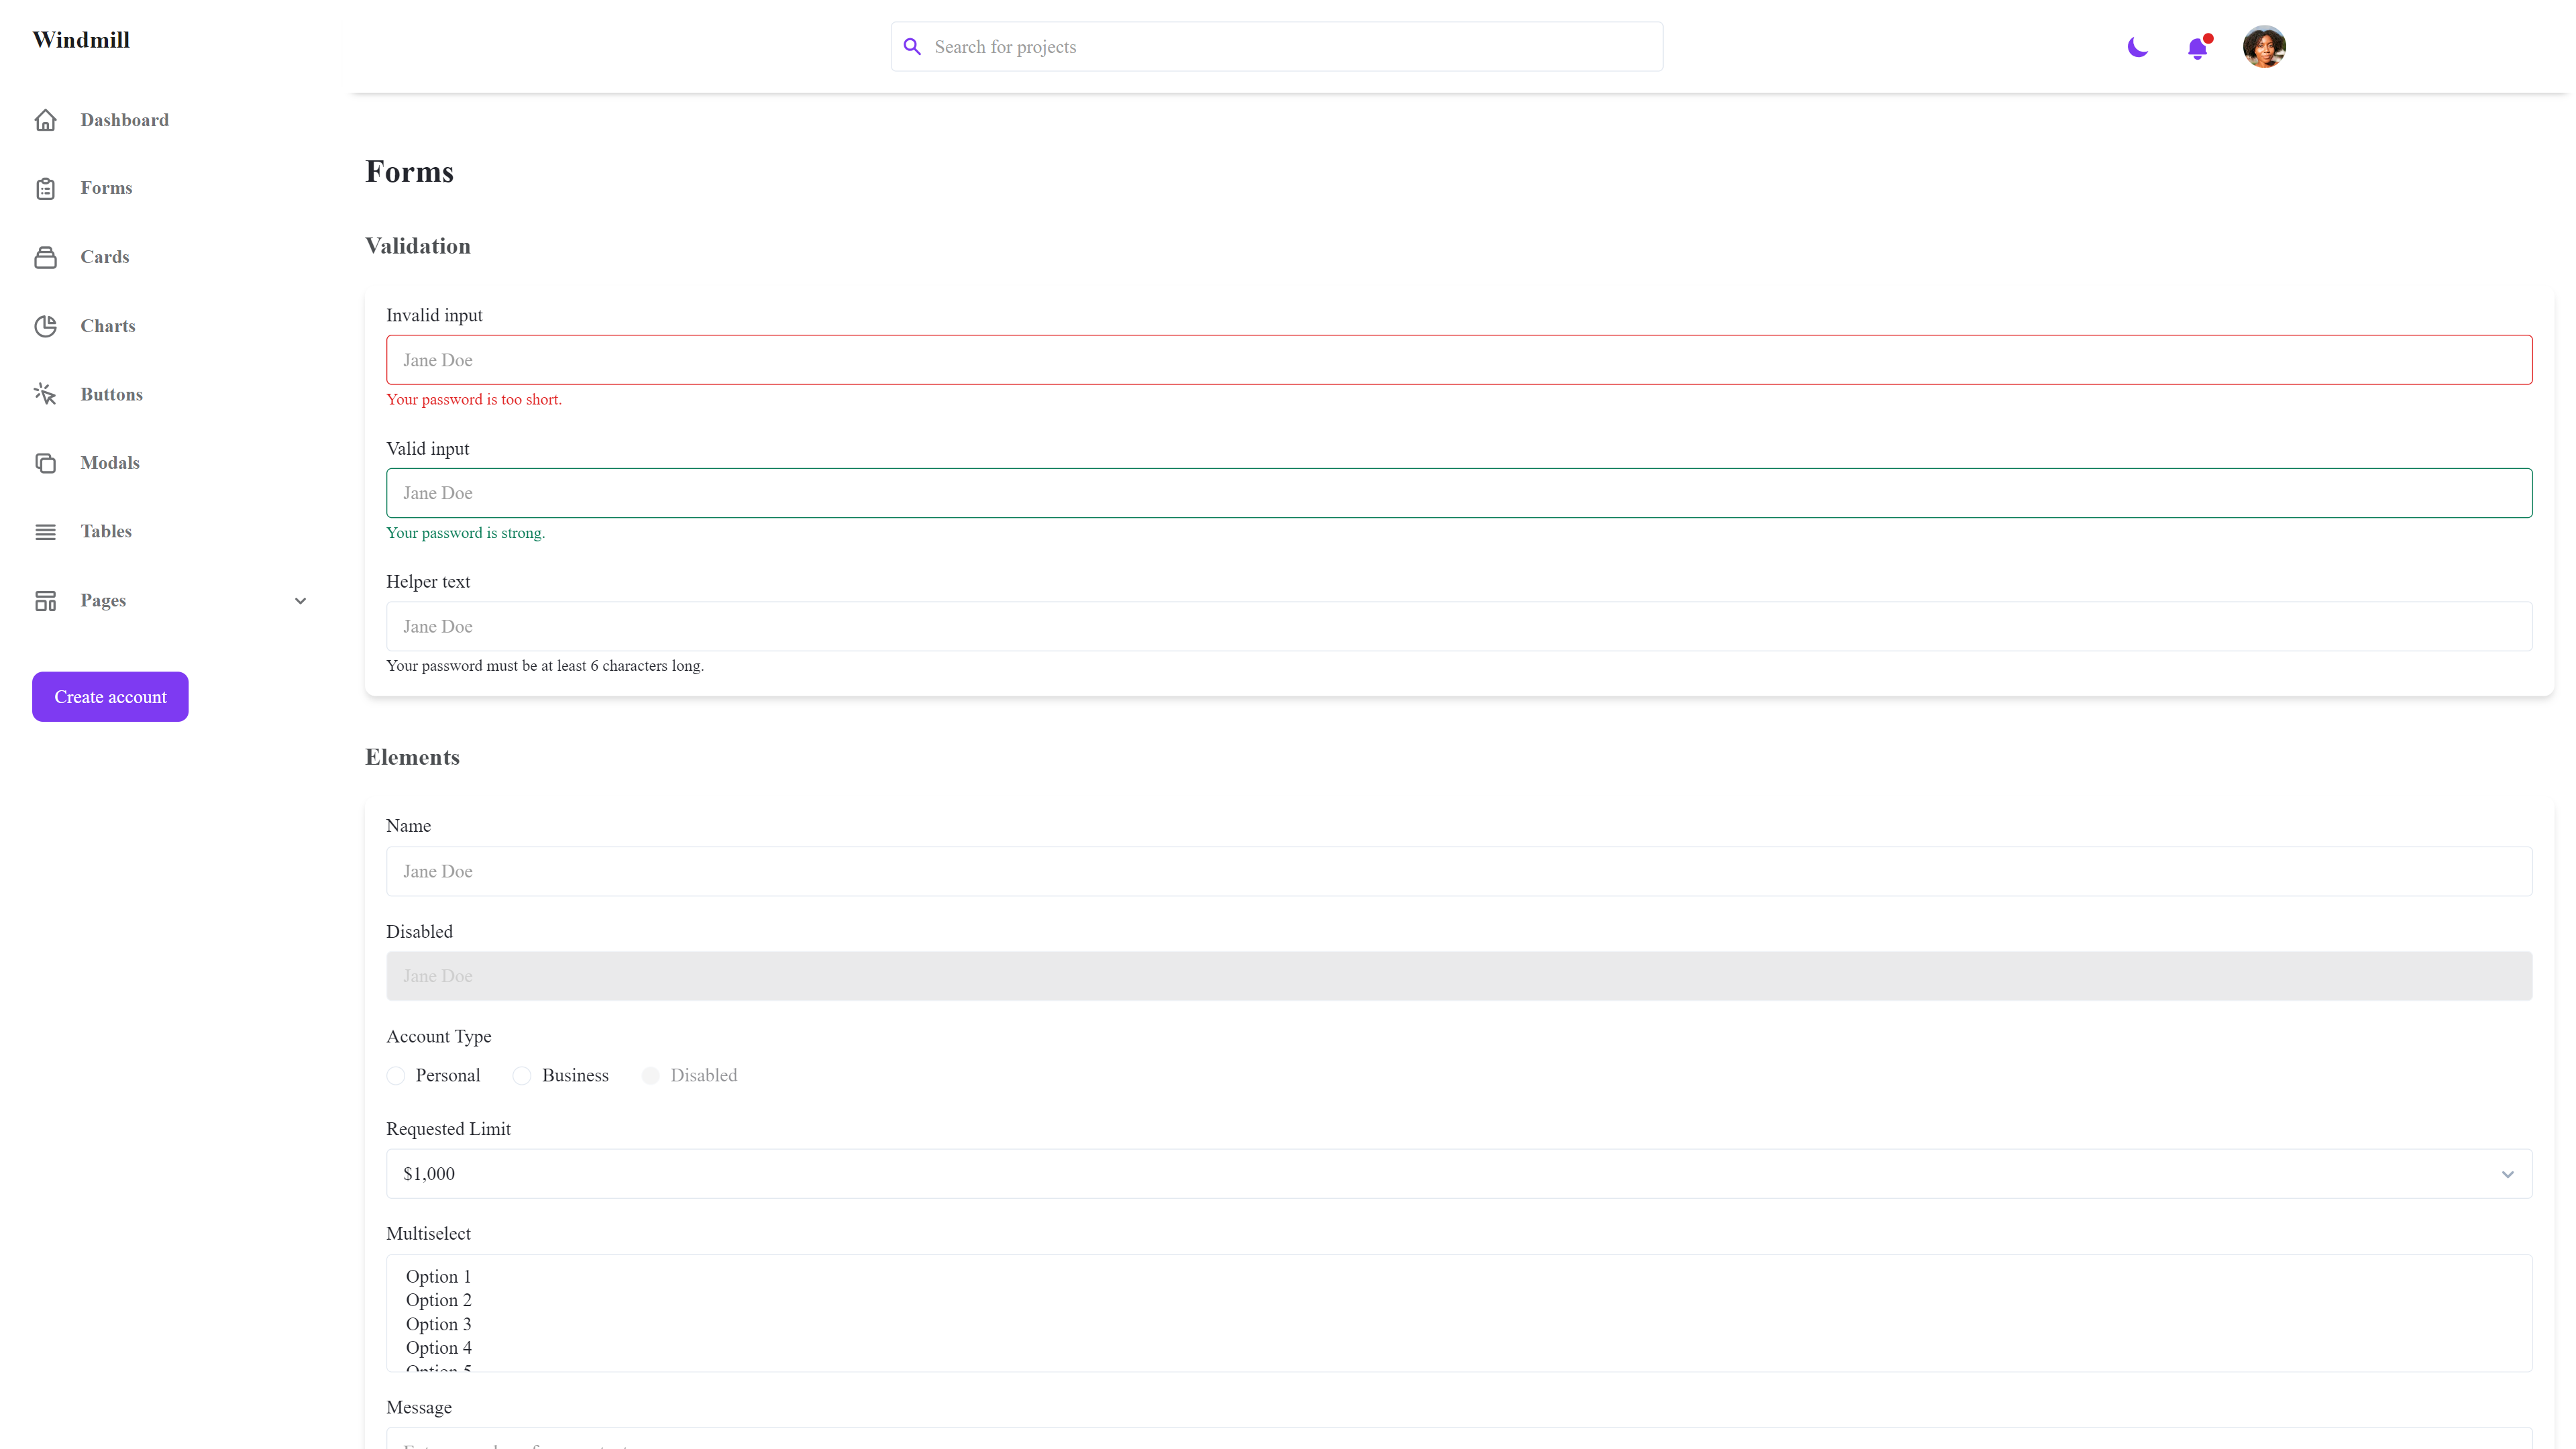 Windmill
Search for projects
Dashboard
Forms
Cards
Charts
Buttons
Modals
Tables
Pages
Create account
Forms
Validation
Invalid input
Jane Doe
Your password is too short.
Valid input
Jane Doe
Your password is strong.
Helper text
Jane Doe
Your password must be at least 6 characters long.
Elements
Name
Jane Doe
Disabled
Jane Doe
Account Type
Personal Business Disabled
Requested Limit
$1,000
Multiselect
Option 1
Option 2
Option 3
Option 4
Option 5
Message